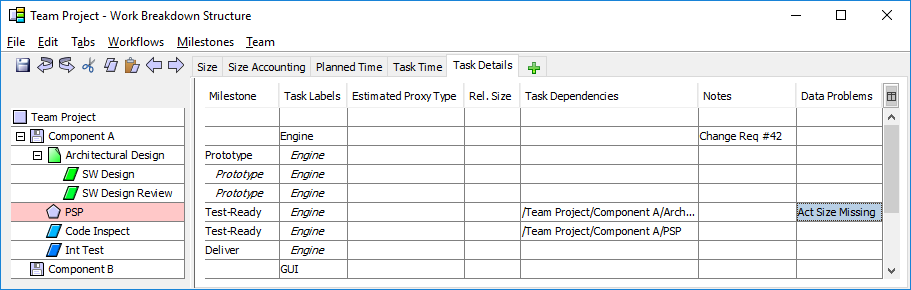 Team Project - Work Breakdown Structure
File Edit Tabs Workflows Milestones Team
Size Size Accounting Planned Time Task Time Task Details
Milestone Task Labels Estimated Proxy Type Rel. Size Task Dependencies Notes Data Problems
Team Project
Component A Engine Change Req #42
Architectural Design Prototype Engine
SW Design Prototype Engine
SW Design Review Prototype Engine
PSP Test-Ready Engine /Team Project/Component A/Arch... Act Size Missing
Code Inspect Test-Ready Engine /Team Project/Component A/PSP
Int Test Deliver Engine
Component B GUI